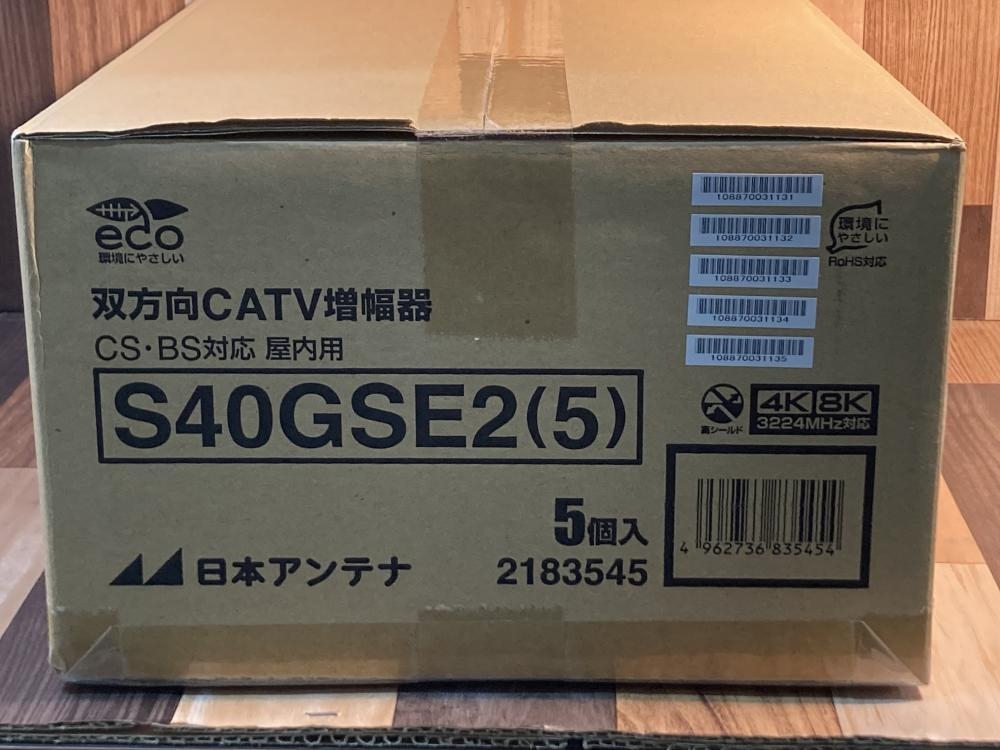 eco
環境にやさしい
108870031131
108870031132
108870031133
108870031134
108870031135
環境に
やさしい
RoHS対応
双方向CATV増幅器
CS・BS対応 屋内用
S40GSE2(5)
高シールド
4K 8K
3224MHz対応
5個入
4 962736 835454
日本アンテナ
2183545